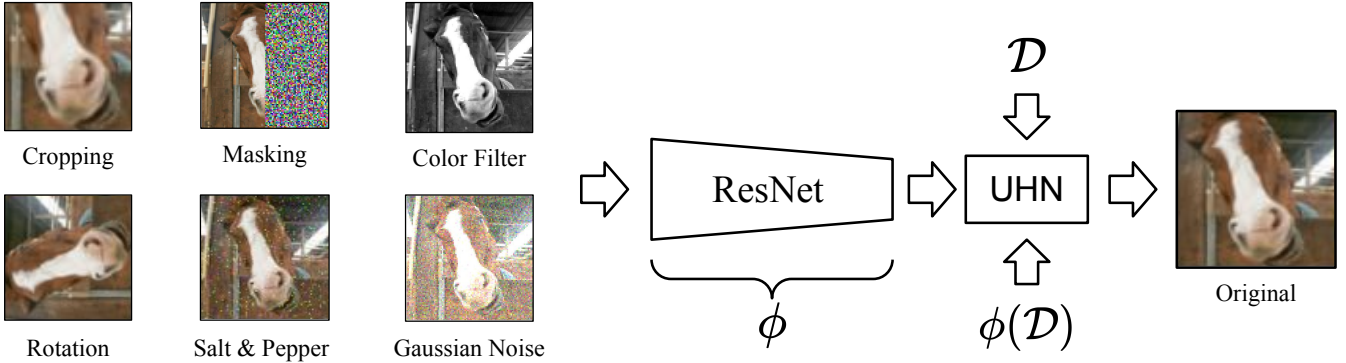 Cropping
Masking
Color Filter
Rotation
Salt & Pepper
Gaussian Noise
ResNet
ϕ
𝒟
UHN
ϕ(𝒟)
Original